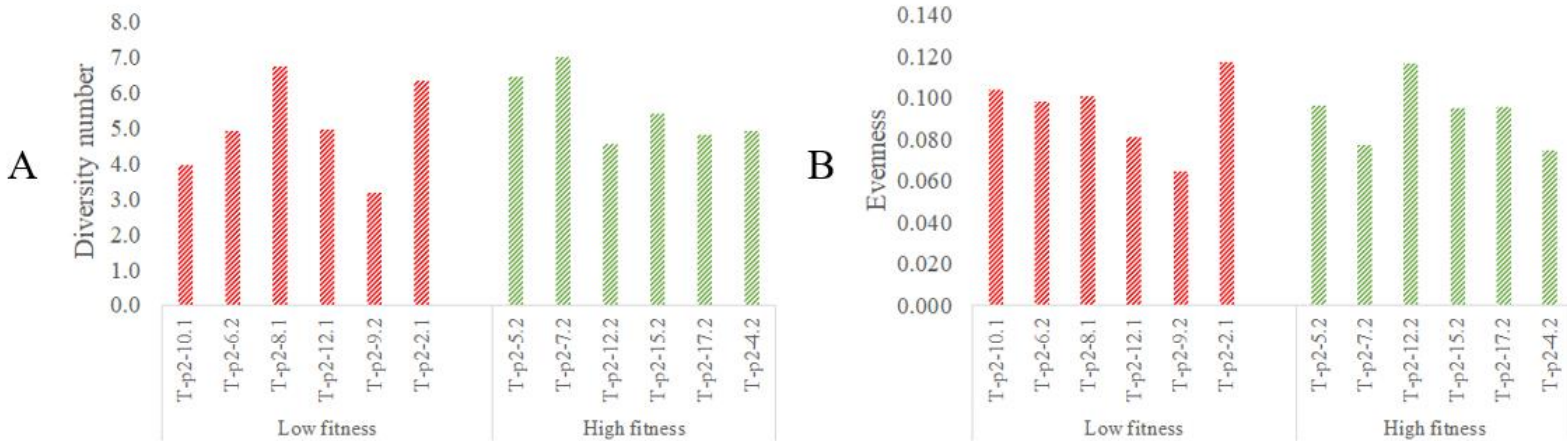 A
Diversity number
8.0
7.0
6.0
5.0
4.0
3.0
2.0
1.0
0.0
T-p2-10.1
T-p2-6.2
T-p2-8.1
T-p2-12.1
T-p2-9.2
T-p2-2.1
T-p2-5.2
T-p2-7.2
T-p2-12.2
T-p2-15.2
T-p2-17.2
T-p2-4.2
Low fitness
High fitness
B
Evenness
0.140
0.120
0.100
0.080
0.060
0.040
0.020
0.000
T-p2-10.1
T-p2-6.2
T-p2-8.1
T-p2-12.1
T-p2-9.2
T-p2-2.1
T-p2-5.2
T-p2-7.2
T-p2-12.2
T-p2-15.2
T-p2-17.2
T-p2-4.2
Low fitness
High fitness